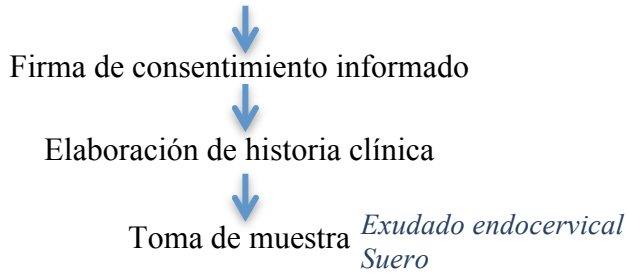 Firma de consentimiento informado
Elaboración de historia clínica
Toma de muestra
Exudado endocervical
Suero